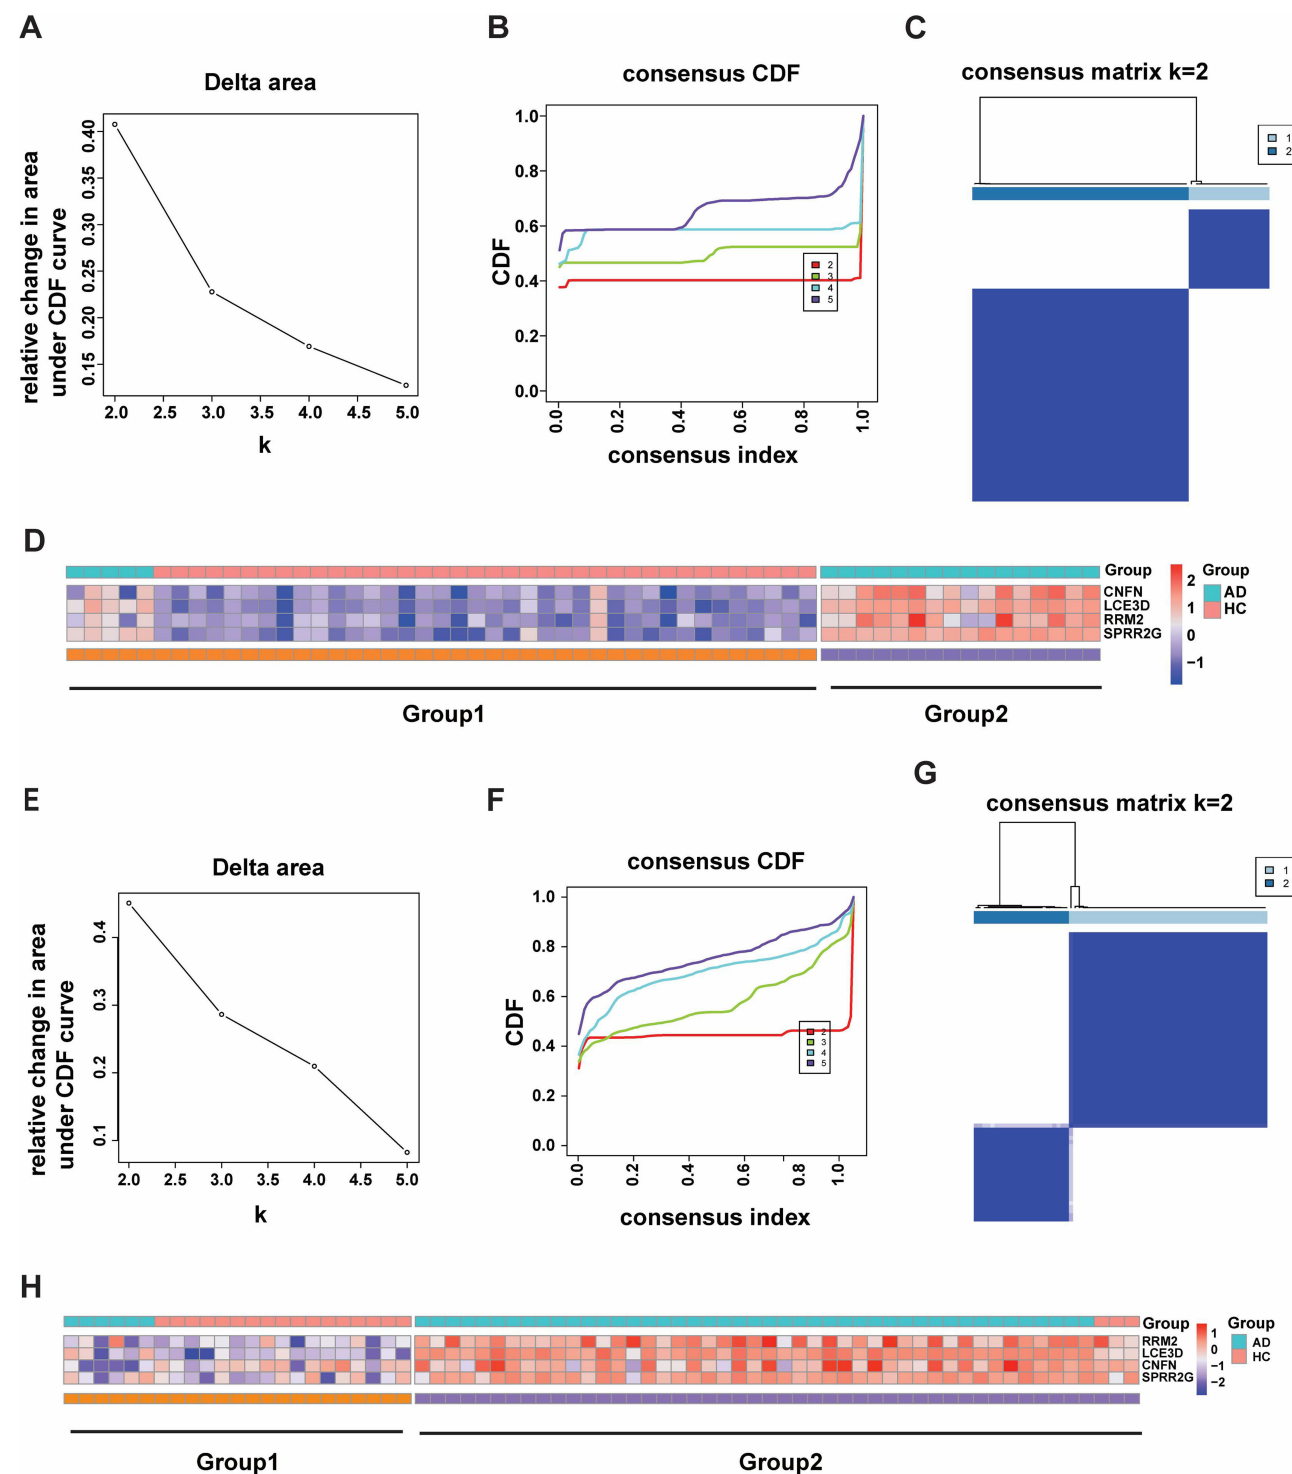 A
B
C
Delta area
consensus CDF
consensus matrix k=2
relative change in area
under CDF curve
0.40
0.35
0.30
0.25
0.20
0.15
2.0 2.5 3.0 3.5 4.0 4.5 5.0
k
CDF
1.0
0.8
0.6
0.4
0.2
0.0
2
3
4
5
0.0 0.2 0.4 0.6 0.8 1.0
consensus index
1
2
D
Group
CNFN
LCE3D
RRM2
SPRR2G
2
1
0
−1
Group
AD
HC
Group1
Group2
E
F
G
Delta area
consensus CDF
consensus matrix k=2
relative change in area
under CDF curve
0.4
0.3
0.2
0.1
2.0 2.5 3.0 3.5 4.0 4.5 5.0
k
CDF
1.0
0.8
0.6
0.4
0.2
0.0
2
3
4
5
0.0 0.2 0.4 0.6 0.8 1.0
consensus index
1
2
H
Group
RRM2
LCE3D
CNFN
SPRR2G
1
0
−1
−2
Group
AD
HC
Group1
Group2